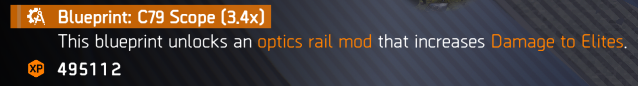 Blueprint: C79 Scope (3.4x)
This blueprint unlocks an optics rail mod that increases Damage to Elites.
XP 495112